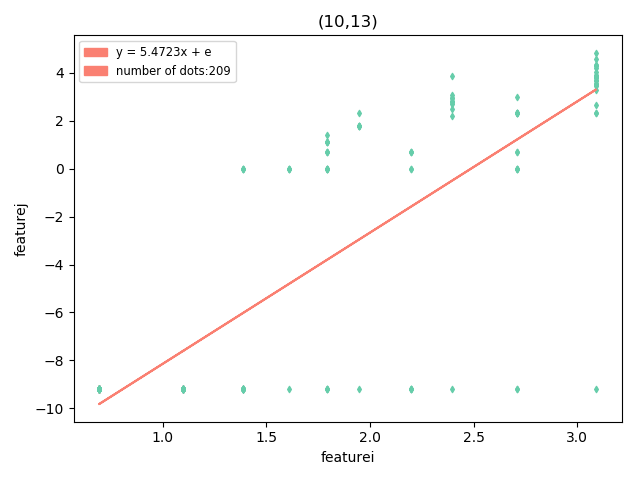 (10,13)
y = 5.4723x + e
number of dots:209
featurej
4
2
0
−2
−4
−6
−8
−10
1.0 1.5 2.0 2.5 3.0
featurei